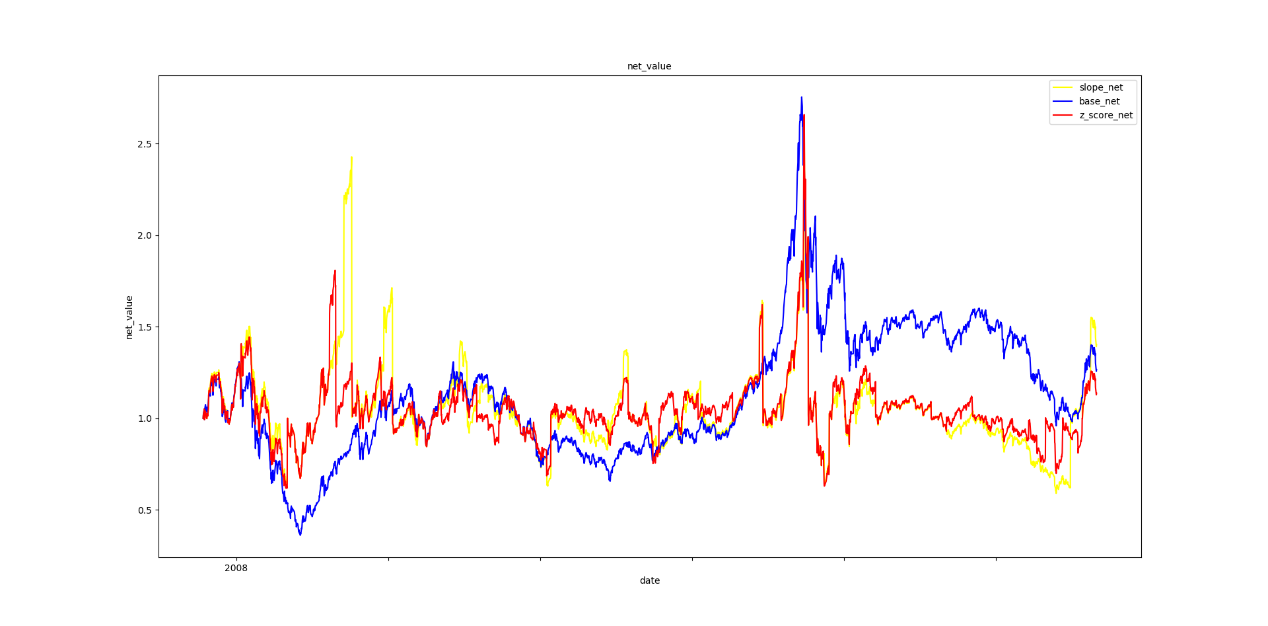 net_value
slope_net
base_net
z_score_net
net_value
2.5
2.0
1.5
1.0
0.5
2008
date